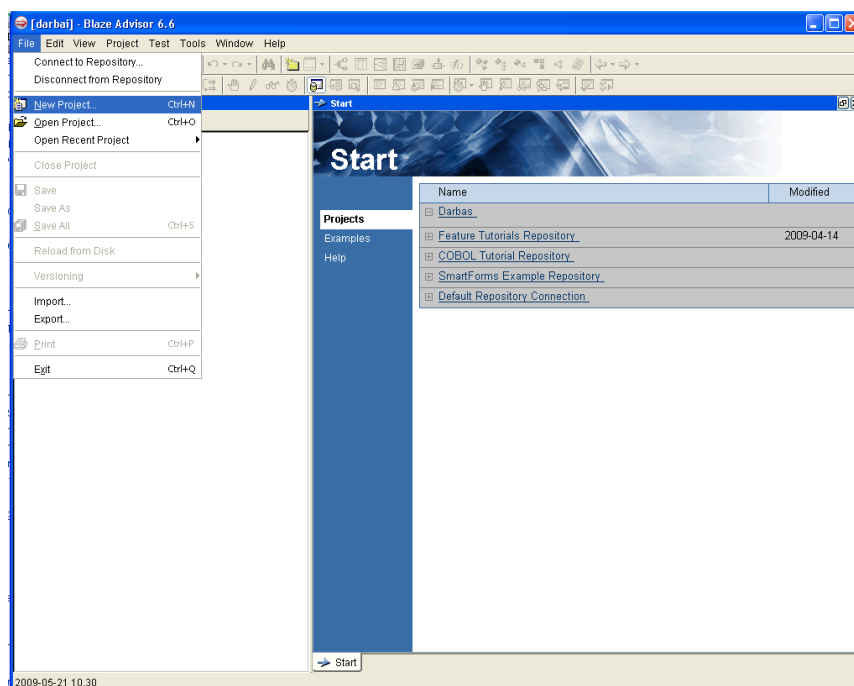 [darbai] - Blaze Advisor 6.6
File Edit View Project Test Tools Window Help
Connect to Repository...
Disconnect from Repository
New Project... Ctrl+N
Open Project... Ctrl+O
Open Recent Project
Close Project
Save
Save As
Save All Ctrl+S
Reload from Disk
Versioning
Import...
Export...
Print Ctrl+P
Exit Ctrl+Q
Start
Start
Projects
Examples
Help
Name Modified
Darbas
Feature Tutorials Repository 2009-04-14
COBOL Tutorial Repository
SmartForms Example Repository
Default Repository Connection
Start
2009-05-21 10.30